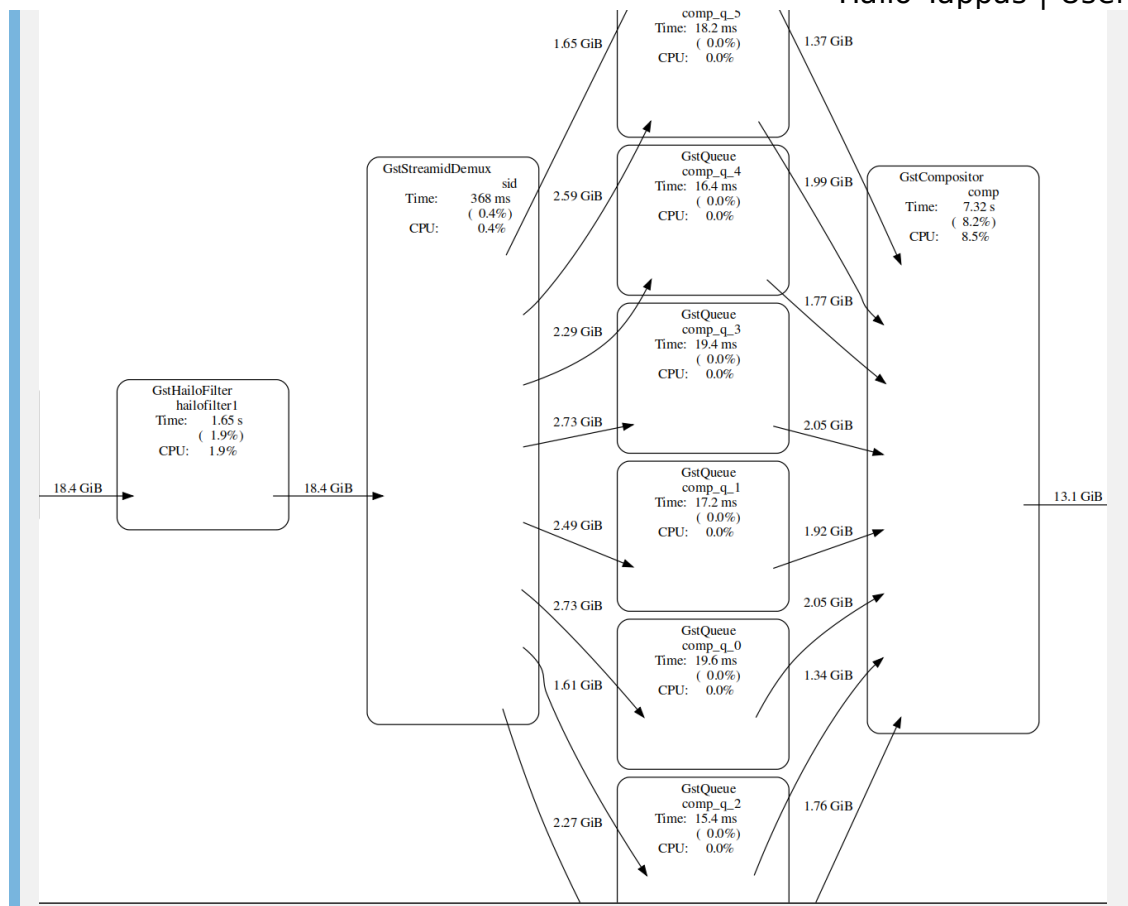 Hailo Tappas | User
comp_q_5
Time: 18.2 ms
( 0.0%)
CPU: 0.0%
1.65 GiB
1.37 GiB
GstStreamidDemux
sid
Time: 368 ms
( 0.4%)
CPU: 0.4%
2.59 GiB
GstQueue
comp_q_4
Time: 16.4 ms
( 0.0%)
CPU: 0.0%
1.99 GiB
GstCompositor
comp
Time: 7.32 s
( 8.2%)
CPU: 8.5%
2.29 GiB
GstQueue
comp_q_3
Time: 19.4 ms
( 0.0%)
CPU: 0.0%
1.77 GiB
GstHailoFilter
hailofilter1
Time: 1.65 s
( 1.9%)
CPU: 1.9%
2.73 GiB
2.05 GiB
18.4 GiB
18.4 GiB
2.49 GiB
GstQueue
comp_q_1
Time: 17.2 ms
( 0.0%)
CPU: 0.0%
1.92 GiB
13.1 GiB
2.73 GiB
GstQueue
comp_q_0
Time: 19.6 ms
( 0.0%)
CPU: 0.0%
2.05 GiB
1.61 GiB
1.34 GiB
2.27 GiB
GstQueue
comp_q_2
Time: 15.4 ms
( 0.0%)
CPU: 0.0%
1.76 GiB